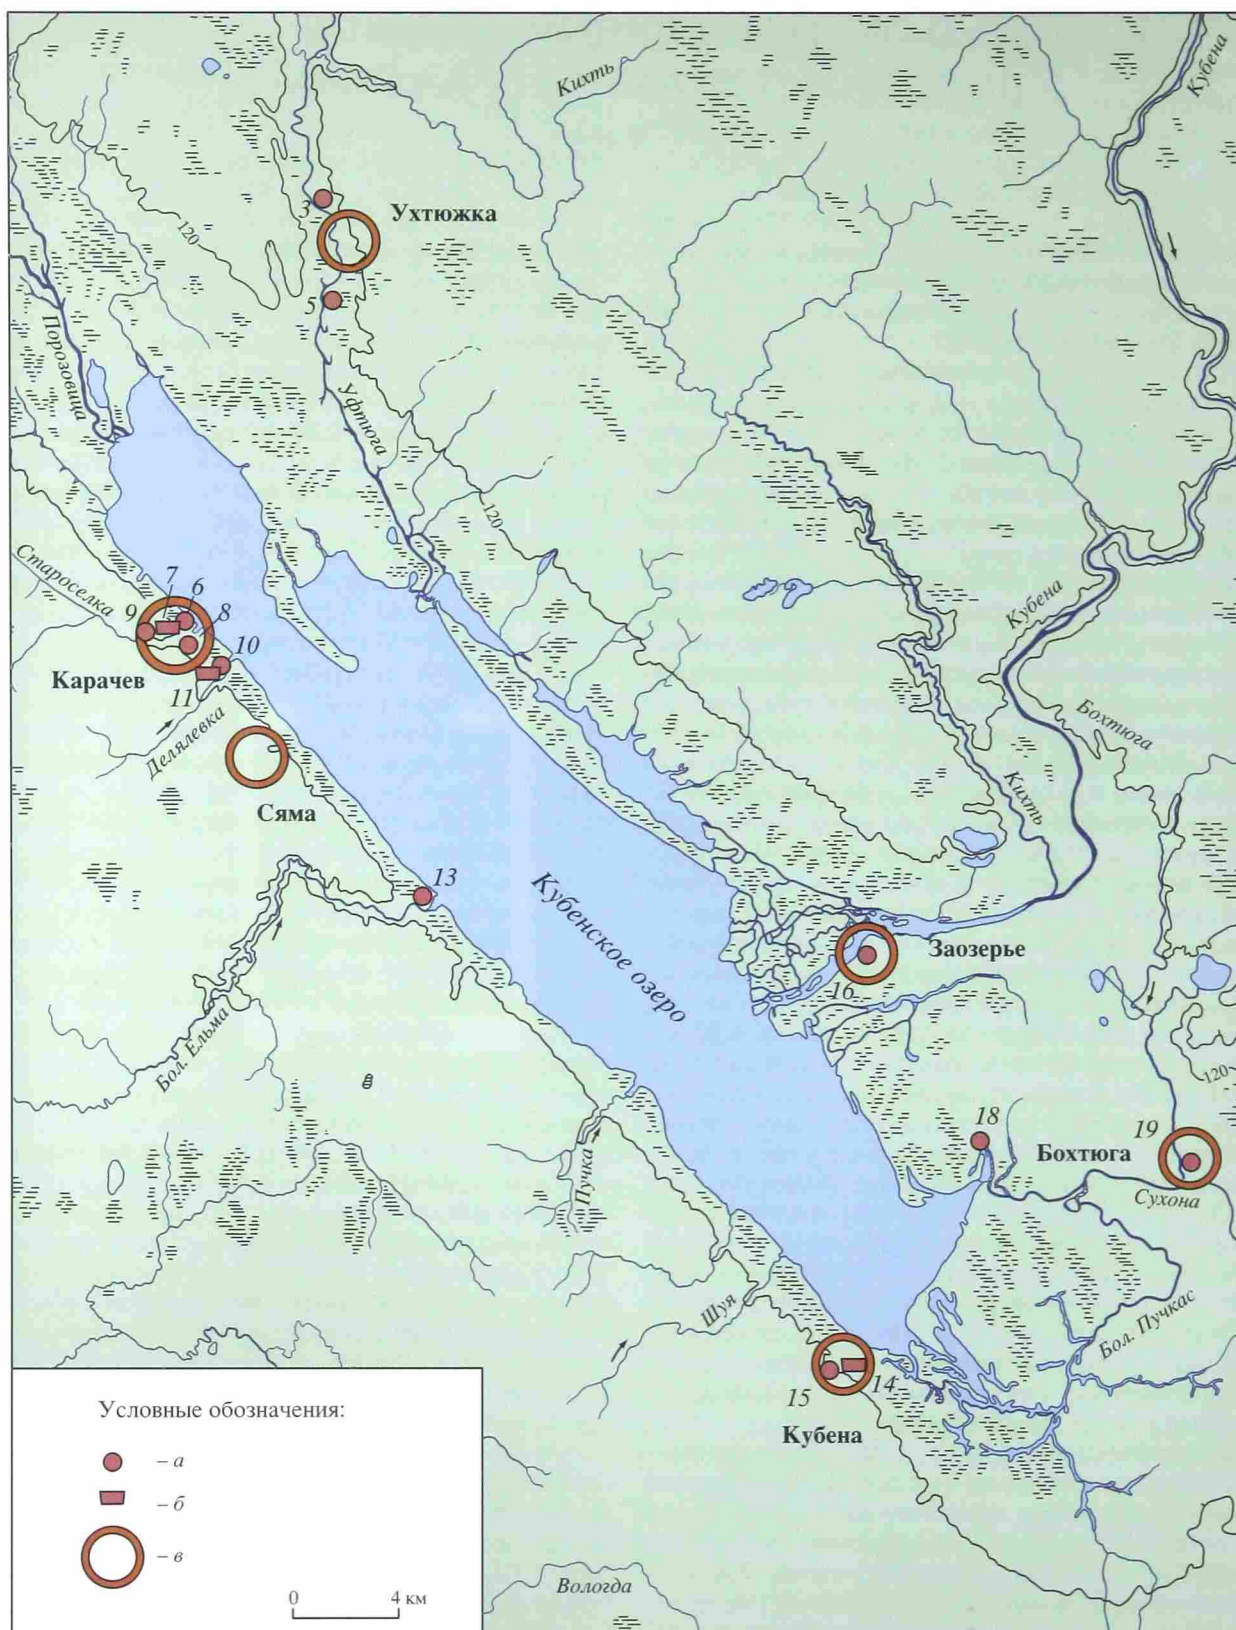 Кубена
Кихть
3
Ухтюжка
120
5
Порозовица
Уфтюга
120
Староселка
7
6
9
8
10
Карачев
11
Делялевка
Кубена
Бохтюга
Сяма
Кихть
13
Кубенское озеро
Заозерье
16
Бол. Ельма
120
18
19
Бохтюга
Пучка
Сухона
Шуя
Бол. Пучкас
15
14
Кубена
Условные обозначения:
– а
– б
– в
0
4 км
Вологда